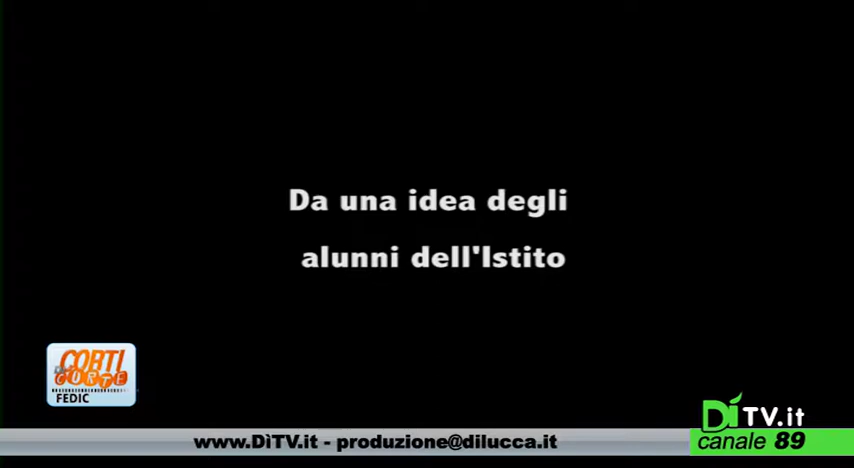 Da una idea degli
alunni dell'Istito
CORTI
CORTE
FEDIC
DìTV.it
canale 89
www.DìTV.it - produzione@dilucca.it